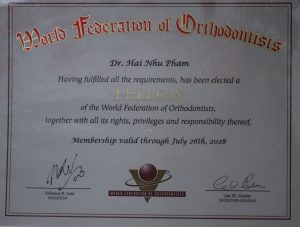 World Federation of Orthodontists
Dr. Hai Nhu Pham
Having fulfilled all the requirements, has been elected a
FELLOW
of the World Federation of Orthodontists,
together with all its rights, privileges and responsibility thereof,
Membership valid through July 26th, 2028
PRESIDENT
WORLD FEDERATION OF ORTHODONTISTS
Lee W. Graber
SECRETARY-GENERAL